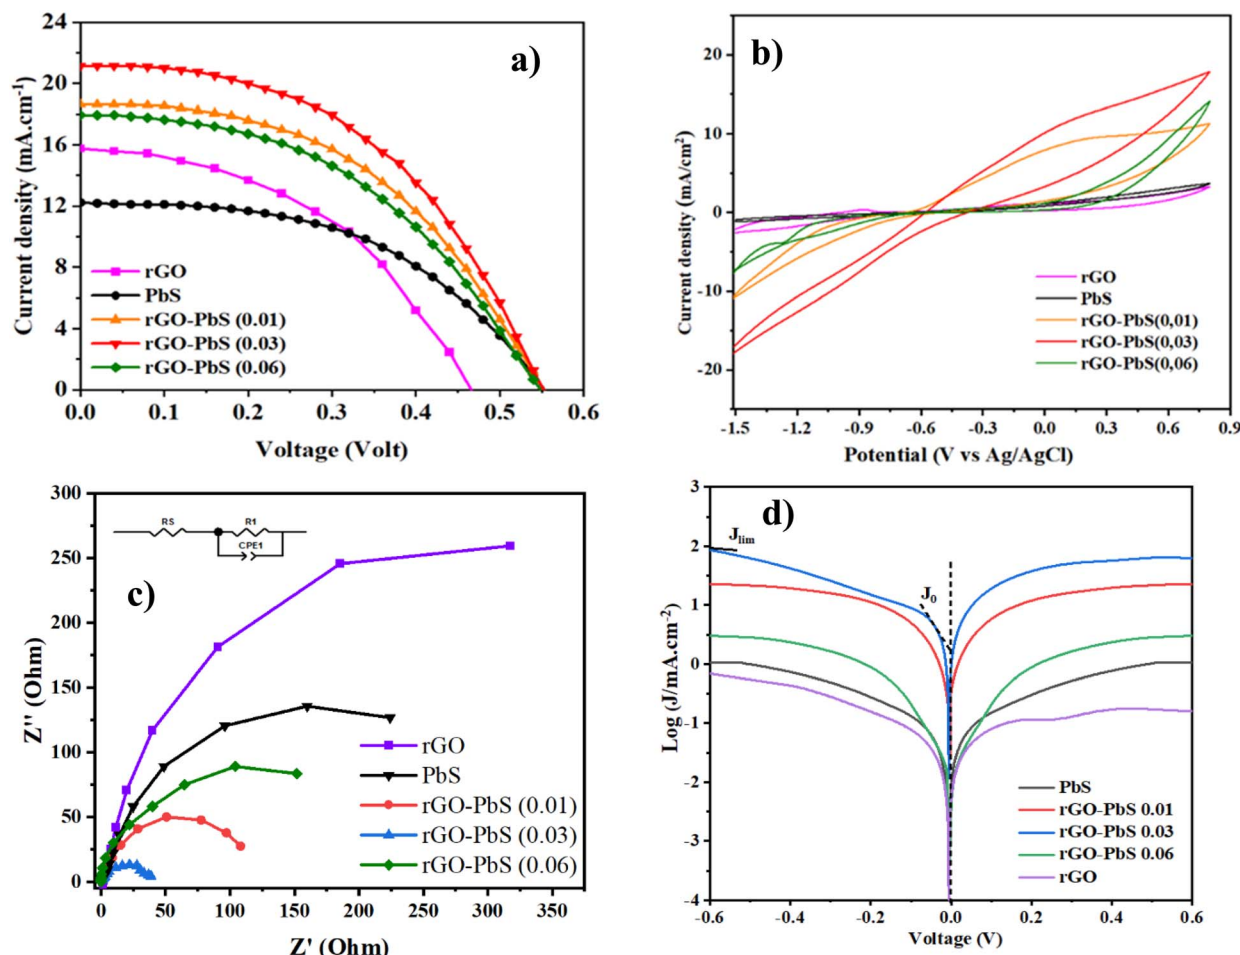 a)
Current density (mA.cm⁻¹)
24
20
16
12
8
4
0
rGO
PbS
rGO-PbS (0.01)
rGO-PbS (0.03)
rGO-PbS (0.06)
0.0 0.1 0.2 0.3 0.4 0.5 0.6
Voltage (Volt)
b)
Current density (mA/cm²)
20
10
0
-10
-20
rGO
PbS
rGO-PbS(0,01)
rGO-PbS(0,03)
rGO-PbS(0,06)
-1.5 -1.2 -0.9 -0.6 -0.3 0.0 0.3 0.6 0.9
Potential (V vs Ag/AgCl)
c)
Z'' (Ohm)
300
250
200
150
100
50
0
RS R1
CPE1
rGO
PbS
rGO-PbS (0.01)
rGO-PbS (0.03)
rGO-PbS (0.06)
0 50 100 150 200 250 300 350
Z' (Ohm)
d)
Log (J/mA.cm⁻²)
3
2
1
0
-1
-2
-3
-4
Jlim
J0
PbS
rGO-PbS 0.01
rGO-PbS 0.03
rGO-PbS 0.06
rGO
-0.6 -0.4 -0.2 0.0 0.2 0.4 0.6
Voltage (V)